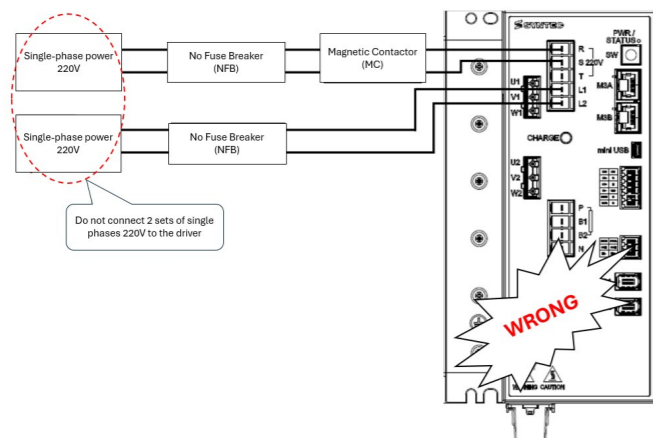 SYNTEC
PWR /
STATUS
Single-phase power
220V
No Fuse Breaker
(NFB)
Magnetic Contactor
(MC)
R
S 220V
T
L1
L2
SW
M3A
M3B
U1
V1
W1
Single-phase power
220V
No Fuse Breaker
(NFB)
CHARGE
mini USB
U2
V2
W2
Do not connect 2 sets of single
phases 220V to the driver
P
B1
B2
N
WRONG
CAUTION